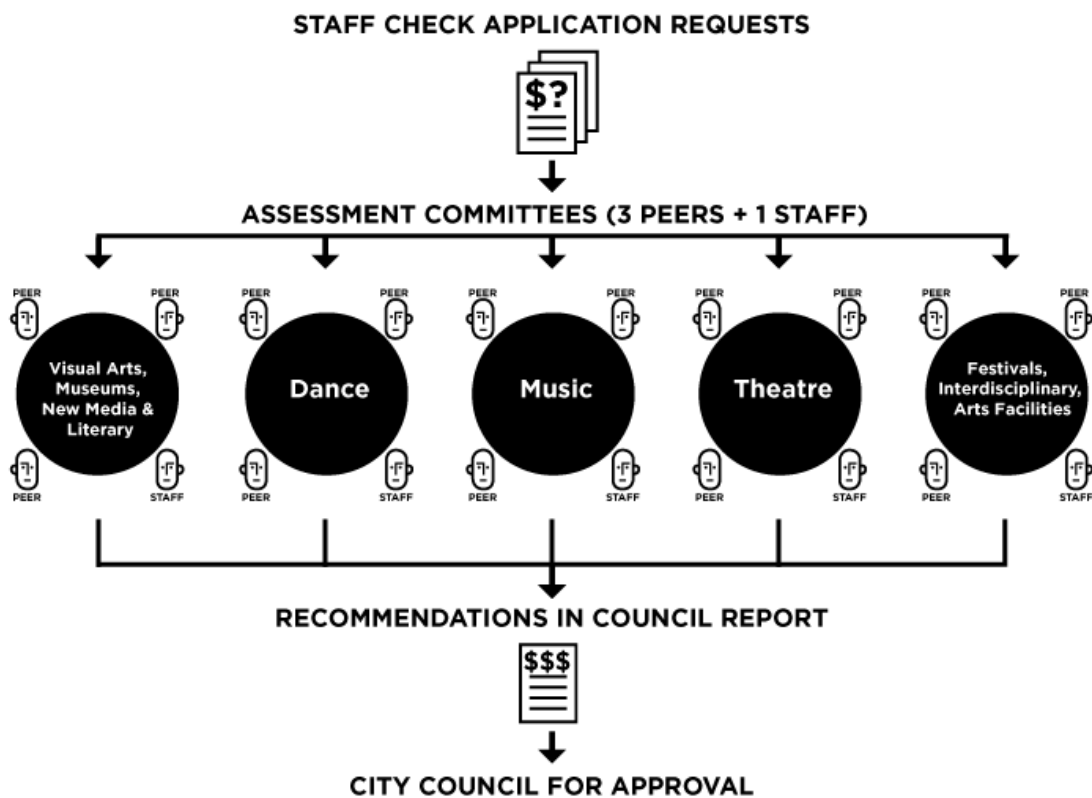 STAFF CHECK APPLICATION REQUESTS
$?
ASSESSMENT COMMITTEES (3 PEERS + 1 STAFF)
PEER
PEER
Visual Arts,
Museums,
New Media &
Literary
PEER
STAFF
PEER
PEER
Dance
PEER
STAFF
PEER
PEER
Music
PEER
STAFF
PEER
PEER
Theatre
PEER
STAFF
PEER
PEER
Festivals,
Interdisciplinary,
Arts Facilities
PEER
STAFF
RECOMMENDATIONS IN COUNCIL REPORT
$$$
CITY COUNCIL FOR APPROVAL